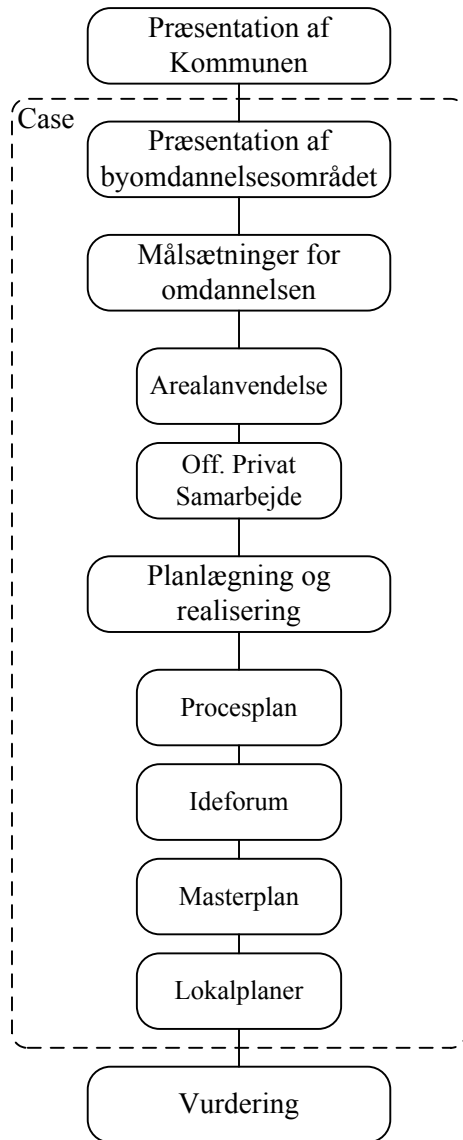 Præsentation af
Kommunen
Case
Præsentation af
byomdannelsesområdet
Målsætninger for
omdannelsen
Arealanvendelse
Off. Privat
Samarbejde
Planlægning og
realisering
Procesplan
Ideforum
Masterplan
Lokalplaner
Vurdering